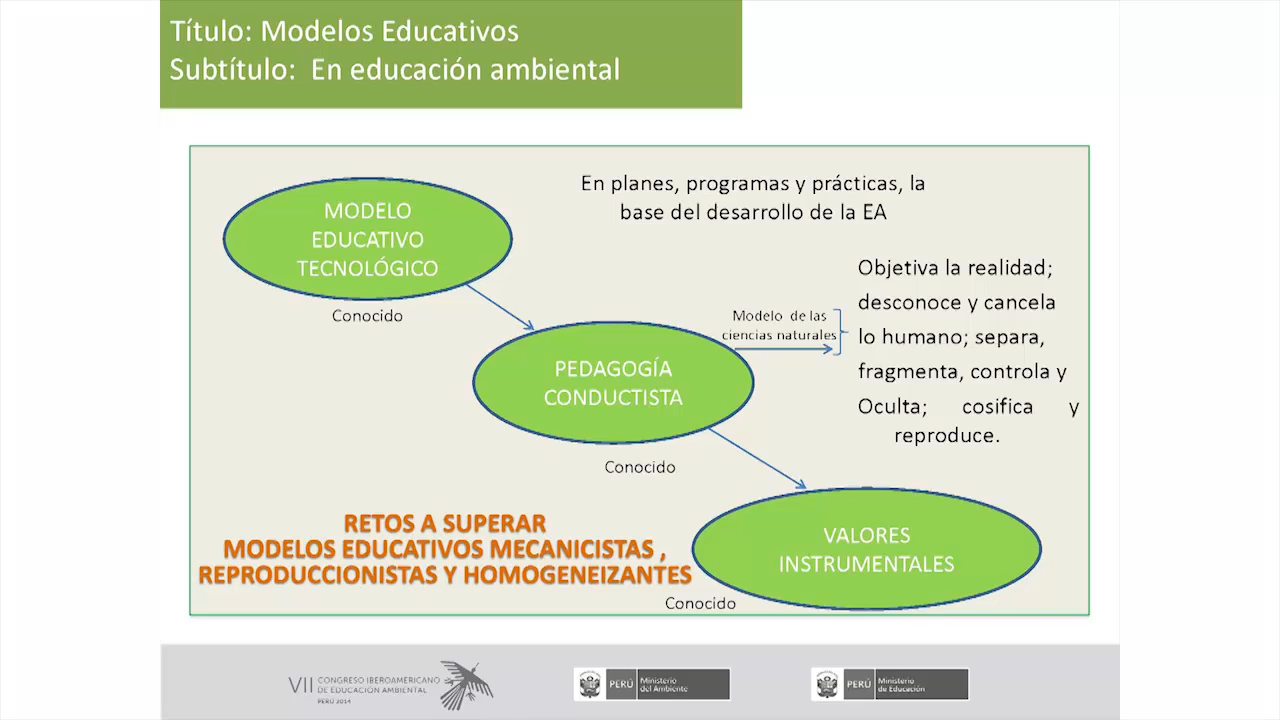 Título: Modelos Educativos
Subtítulo: En educación ambiental
En planes, programas y prácticas, la
base del desarrollo de la EA
MODELO
EDUCATIVO
TECNOLÓGICO
Conocido
Modelo de las
ciencias naturales
Objetiva la realidad;
desconoce y cancela
lo humano; separa,
fragmenta, controla y
Oculta; cosifica y
reproduce.
PEDAGOGÍA
CONDUCTISTA
Conocido
RETOS A SUPERAR
MODELOS EDUCATIVOS MECANICISTAS ,
REPRODUCCIONISTAS Y HOMOGENEIZANTES
VALORES
INSTRUMENTALES
Conocido
VII CONGRESO IBEROAMERICANO
DE EDUCACIÓN AMBIENTAL
PERÚ 2014
PERÚ Ministerio
del Ambiente
PERÚ Ministerio
de Educación